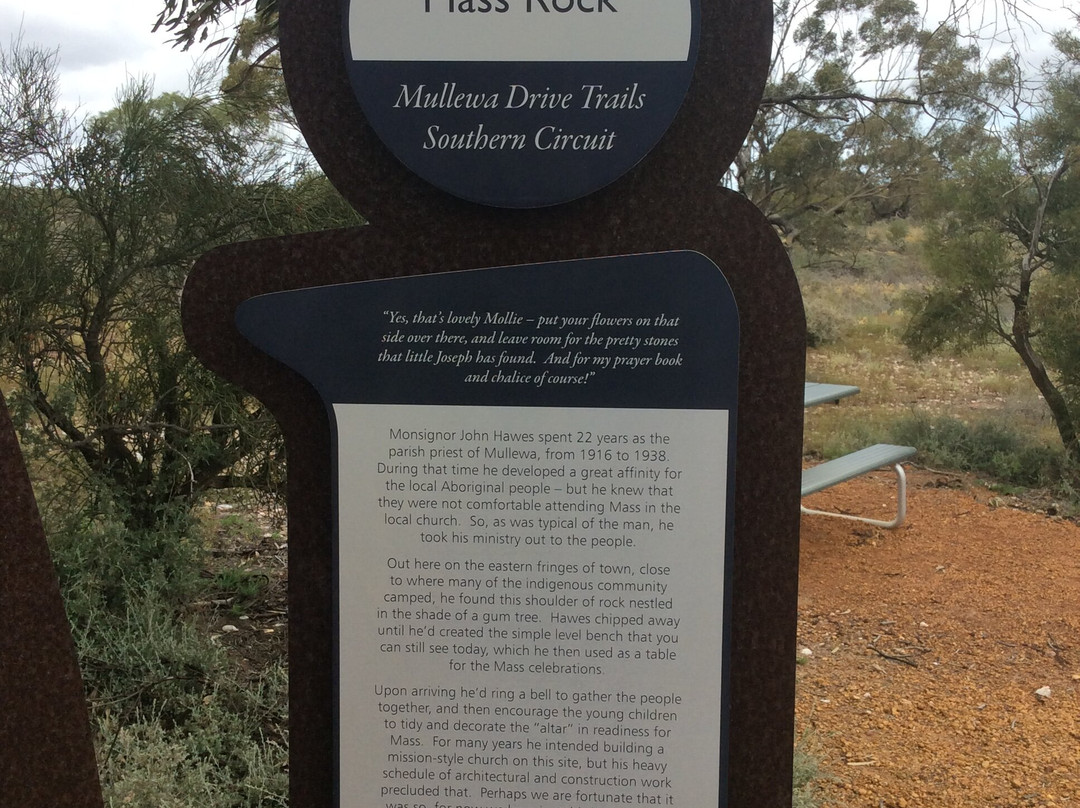 Mass Rock
Mullewa Drive Trails
Southern Circuit
“Yes, that’s lovely Mollie – put your flowers on that
side over there, and leave room for the pretty stones
that little Joseph has found.  And for my prayer book
and chalice of course!”
Monsignor John Hawes spent 22 years as the
parish priest of Mullewa, from 1916 to 1938.
During that time he developed a great affinity for
the local Aboriginal people – but he knew that
they were not comfortable attending Mass in the
local church.  So, as was typical of the man, he
took his ministry out to the people.
Out here on the eastern fringes of town, close
to where many of the indigenous community
camped, he found this shoulder of rock nestled
in the shade of a gum tree.  Hawes chipped away
until he’d created the simple level bench that you
can still see today, which he then used as a table
for the Mass celebrations.
Upon arriving he’d ring a bell to gather the people
together, and then encourage the young children
to tidy and decorate the “altar” in readiness for
Mass.  For many years he intended building a
mission-style church on this site, but his heavy
schedule of architectural and construction work
precluded that.  Perhaps we are fortunate that it
was so, for now